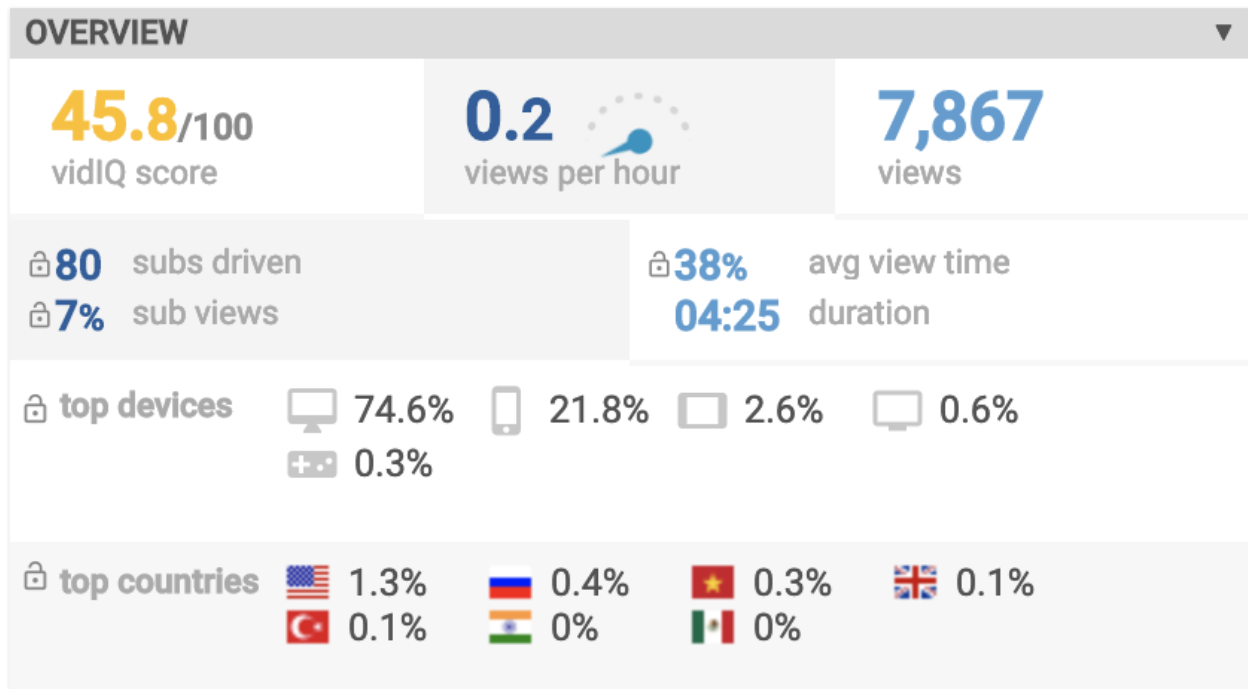 OVERVIEW
45.8/100
vidIQ score
0.2
views per hour
7,867
views
80 subs driven
7% sub views
38% avg view time
04:25 duration
top devices 74.6% 21.8% 2.6% 0.6%
0.3%
top countries 1.3% 0.4% 0.3% 0.1%
0.1% 0% 0%